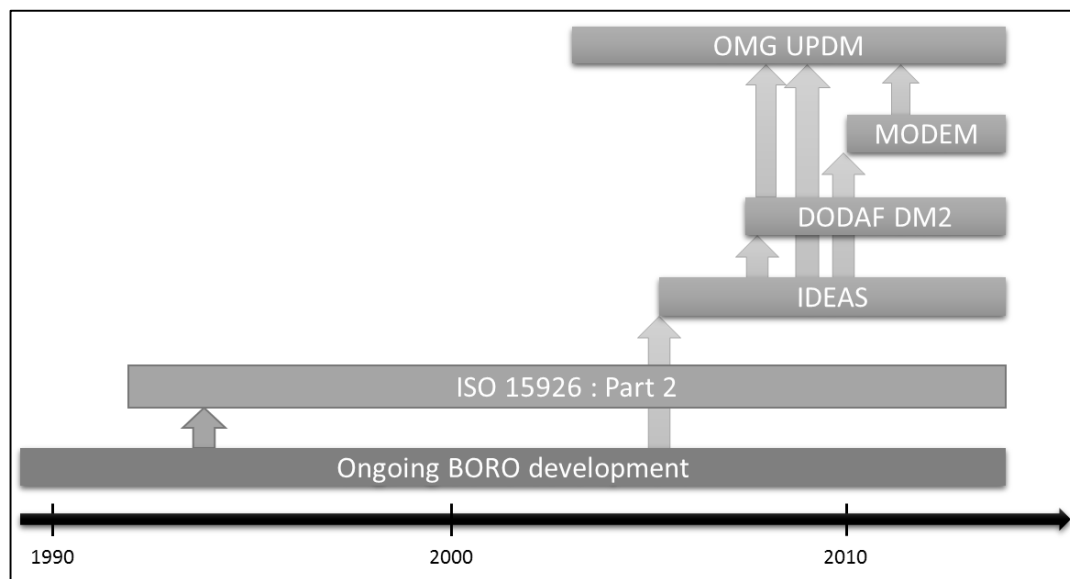 OMG UPDM
MODEM
DODAF DM2
IDEAS
ISO 15926 : Part 2
Ongoing BORO development
1990
2000
2010